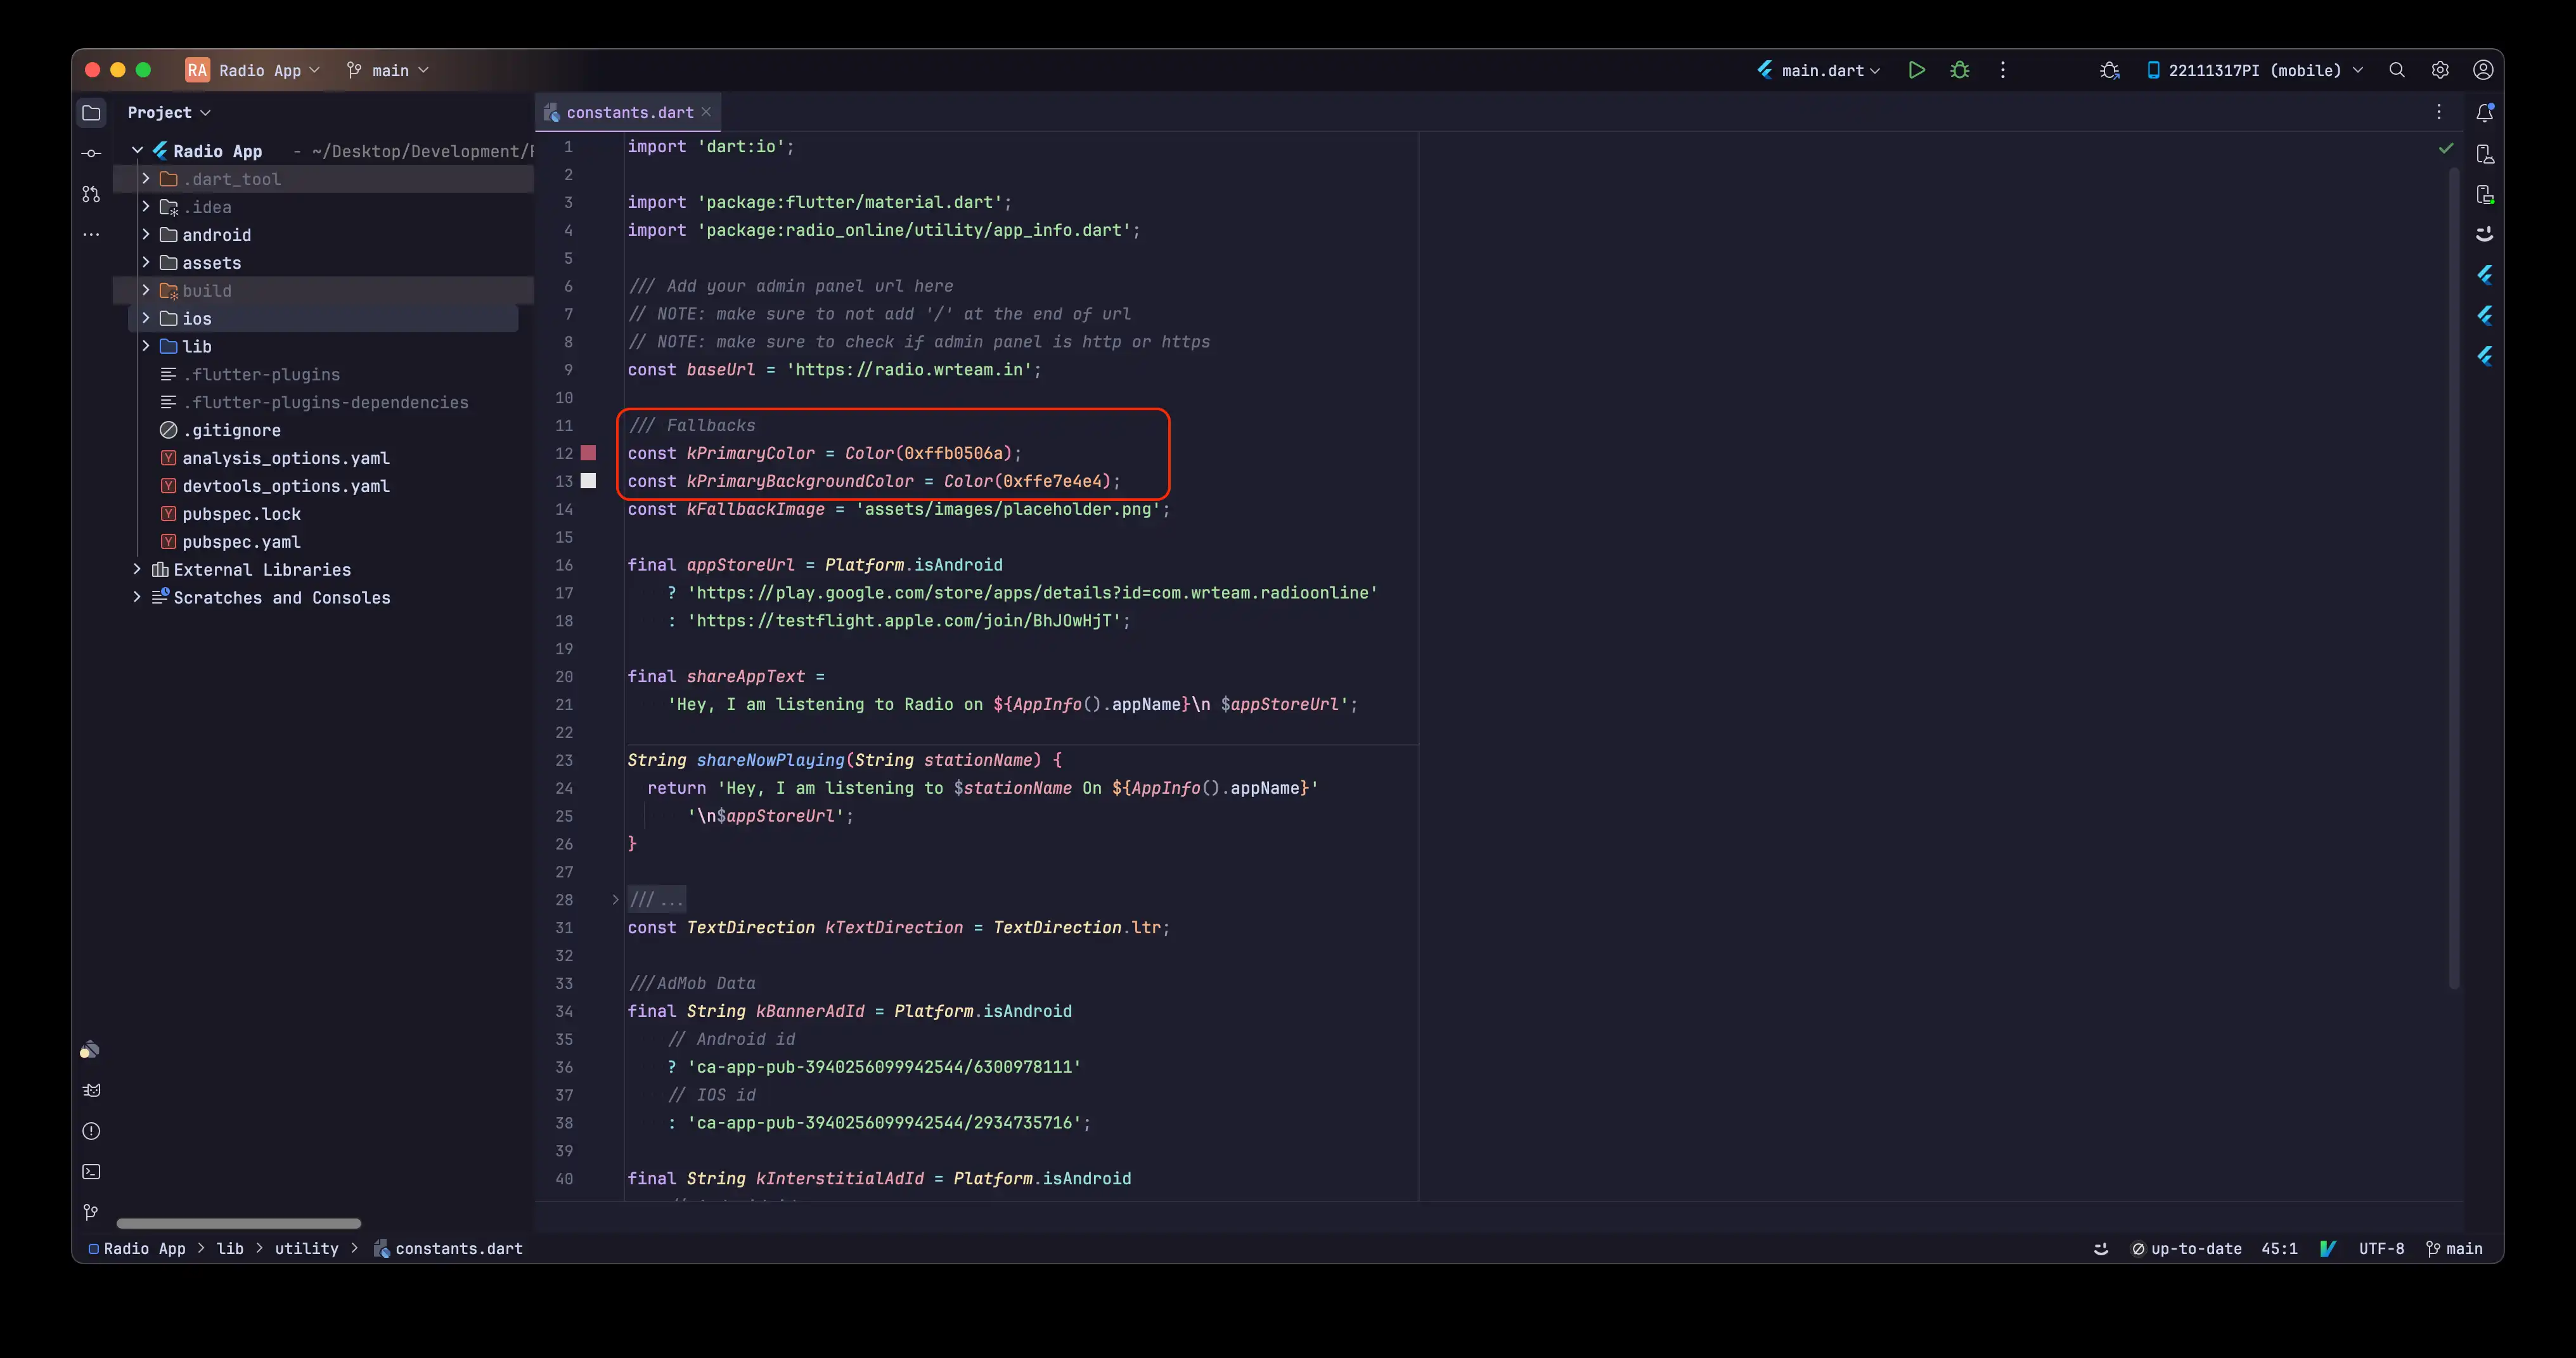 RA Radio App main main.dart 22111317PI (mobile)
Project
constants.dart
Radio App - ~/Desktop/Development/
.dart_tool
.idea
android
assets
build
ios
lib
.flutter-plugins
.flutter-plugins-dependencies
.gitignore
analysis_options.yaml
devtools_options.yaml
pubspec.lock
pubspec.yaml
External Libraries
Scratches and Consoles
1 import 'dart:io';
2
3 import 'package:flutter/material.dart';
4 import 'package:radio_online/utility/app_info.dart';
5
6 /// Add your admin panel url here
7 // NOTE: make sure to not add '/' at the end of url
8 // NOTE: make sure to check if admin panel is http or https
9 const baseUrl = 'https://radio.wrteam.in';
10
11 /// Fallbacks
12 const kPrimaryColor = Color(0xffb0506a);
13 const kPrimaryBackgroundColor = Color(0xffe7e4e4);
14 const kFallbackImage = 'assets/images/placeholder.png';
15
16 final appStoreUrl = Platform.isAndroid
17 ? 'https://play.google.com/store/apps/details?id=com.wrteam.radioonline'
18 : 'https://testflight.apple.com/join/BhJOwHjT';
19
20 final shareAppText =
21 'Hey, I am listening to Radio on ${AppInfo().appName}\n $appStoreUrl';
22
23 String shareNowPlaying(String stationName) {
24 return 'Hey, I am listening to $stationName On ${AppInfo().appName}'
25 '\n$appStoreUrl';
26 }
27
28 /// ...
31 const TextDirection kTextDirection = TextDirection.ltr;
32
33 ///AdMob Data
34 final String kBannerAdId = Platform.isAndroid
35 // Android id
36 ? 'ca-app-pub-3940256099942544/6300978111'
37 // IOS id
38 : 'ca-app-pub-3940256099942544/2934735716';
39
40 final String kInterstitialAdId = Platform.isAndroid
Radio App > lib > utility > constants.dart up-to-date 45:1 UTF-8 main